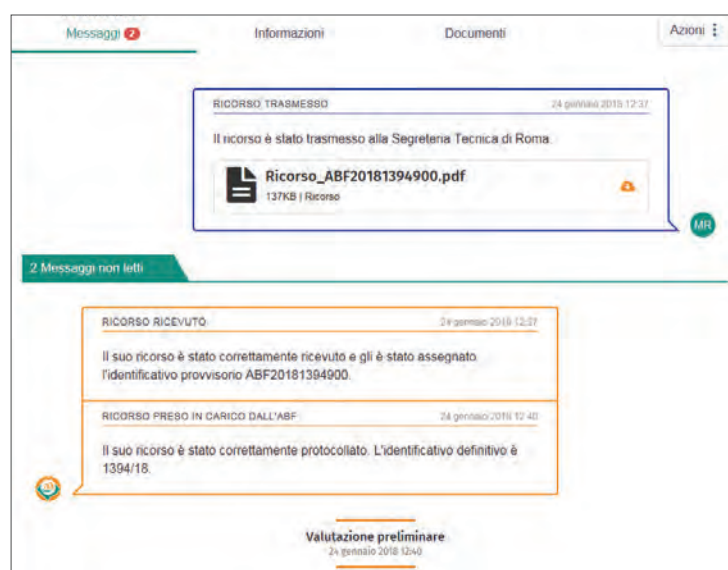 Messaggi 2
Informazioni
Documenti
Azioni
RICORSO TRASMESSO 24 gennaio 2018 12:37
Il ricorso è stato trasmesso alla Segreteria Tecnica di Roma.
Ricorso_ABF20181394900.pdf
137KB | Ricorso
MR
2 Messaggi non letti
RICORSO RICEVUTO 24 gennaio 2018 12:37
Il suo ricorso è stato correttamente ricevuto e gli è stato assegnato
l'identificativo provvisorio ABF20181394900.
RICORSO PRESO IN CARICO DALL'ABF 24 gennaio 2018 12:40
Il suo ricorso è stato correttamente protocollato. L'identificativo definitivo è
1394/18.
Valutazione preliminare
24 gennaio 2018 12:40